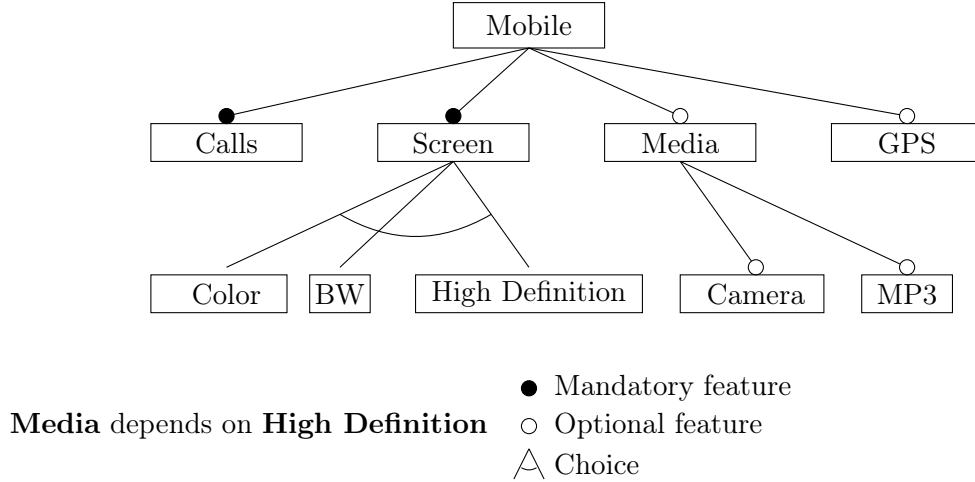 Mobile
Calls Screen Media GPS
Color BW High Definition Camera MP3
Mandatory feature
Media depends on High Definition Optional feature
Choice